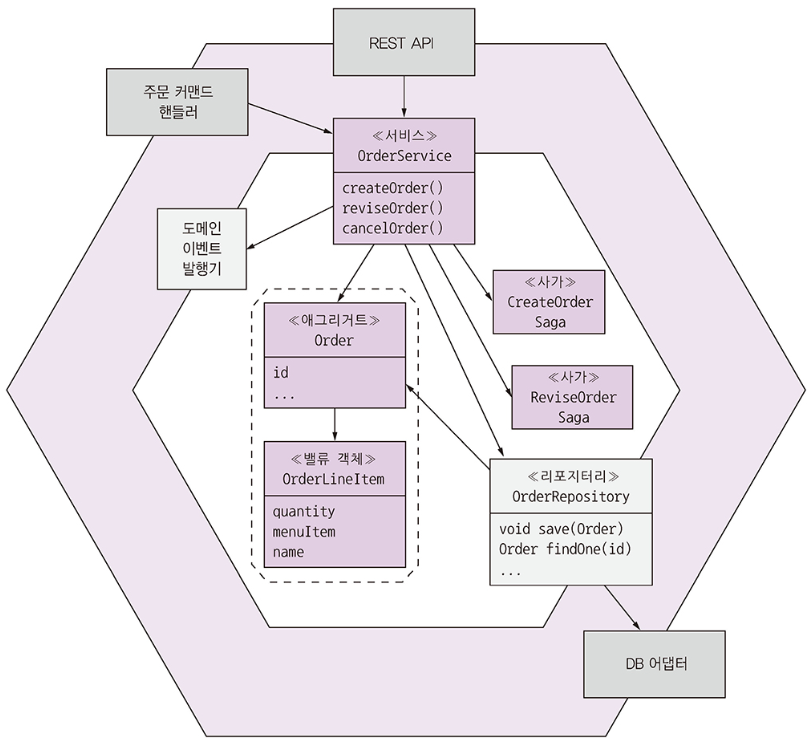 REST API
주문 커맨드
핸들러
≪서비스≫
OrderService
createOrder()
reviseOrder()
cancelOrder()
도메인
이벤트
발행기
≪사가≫
CreateOrder
Saga
≪애그리거트≫
Order
id
...
≪사가≫
ReviseOrder
Saga
≪밸류 객체≫
OrderLineItem
quantity
menuItem
name
≪리포지터리≫
OrderRepository
void save(Order)
Order findOne(id)
...
DB 어댑터